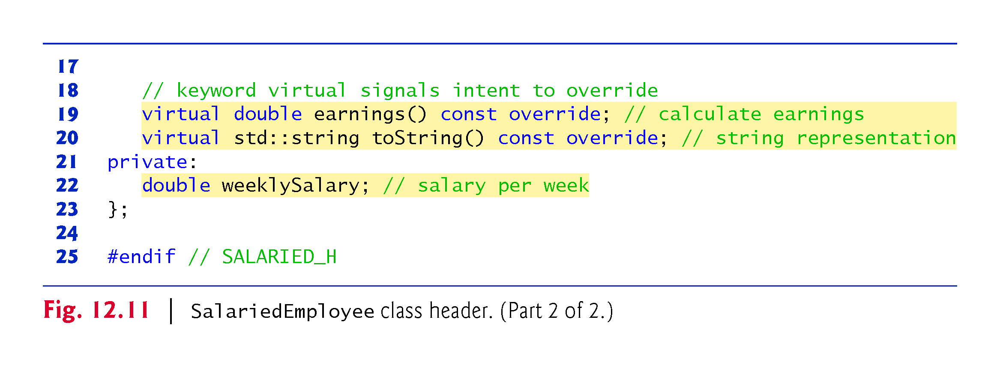 17
18 // keyword virtual signals intent to override
19 virtual double earnings() const override; // calculate earnings
20 virtual std::string toString() const override; // string representation
21 private:
22 double weeklySalary; // salary per week
23 };
24
25 #endif // SALARIED_H
Fig. 12.11 | SalariedEmployee class header. (Part 2 of 2.)